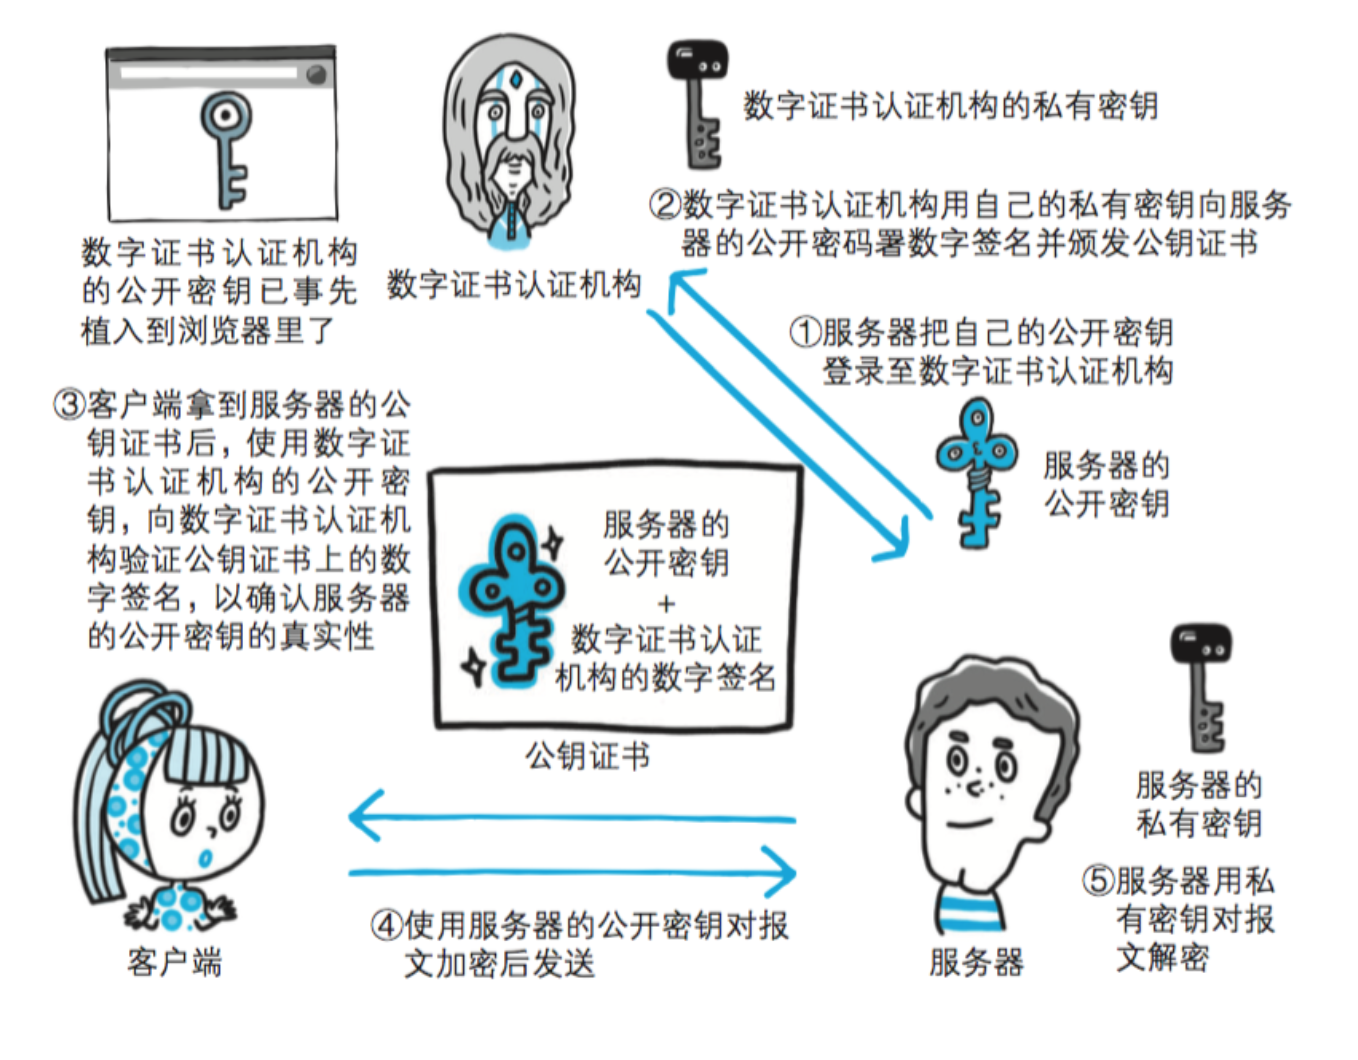 数字证书认证机构的私有密钥
②数字证书认证机构用自己的私有密钥向服务
器的公开密码署数字签名并颁发公钥证书
数字证书认证机构
的公开密钥已事先
植入到浏览器里了
数字证书认证机构
①服务器把自己的公开密钥
登录至数字证书认证机构
服务器的
公开密钥
③客户端拿到服务器的公
钥证书后，使用数字证
书认证机构的公开密
钥，向数字证书认证机
构验证公钥证书上的数
字签名，以确认服务器
的公开密钥的真实性
服务器的
公开密钥
+
数字证书认证
机构的数字签名
公钥证书
服务器的
私有密钥
⑤服务器用私
有密钥对报
文解密
④使用服务器的公开密钥对报
文加密后发送
客户端
服务器